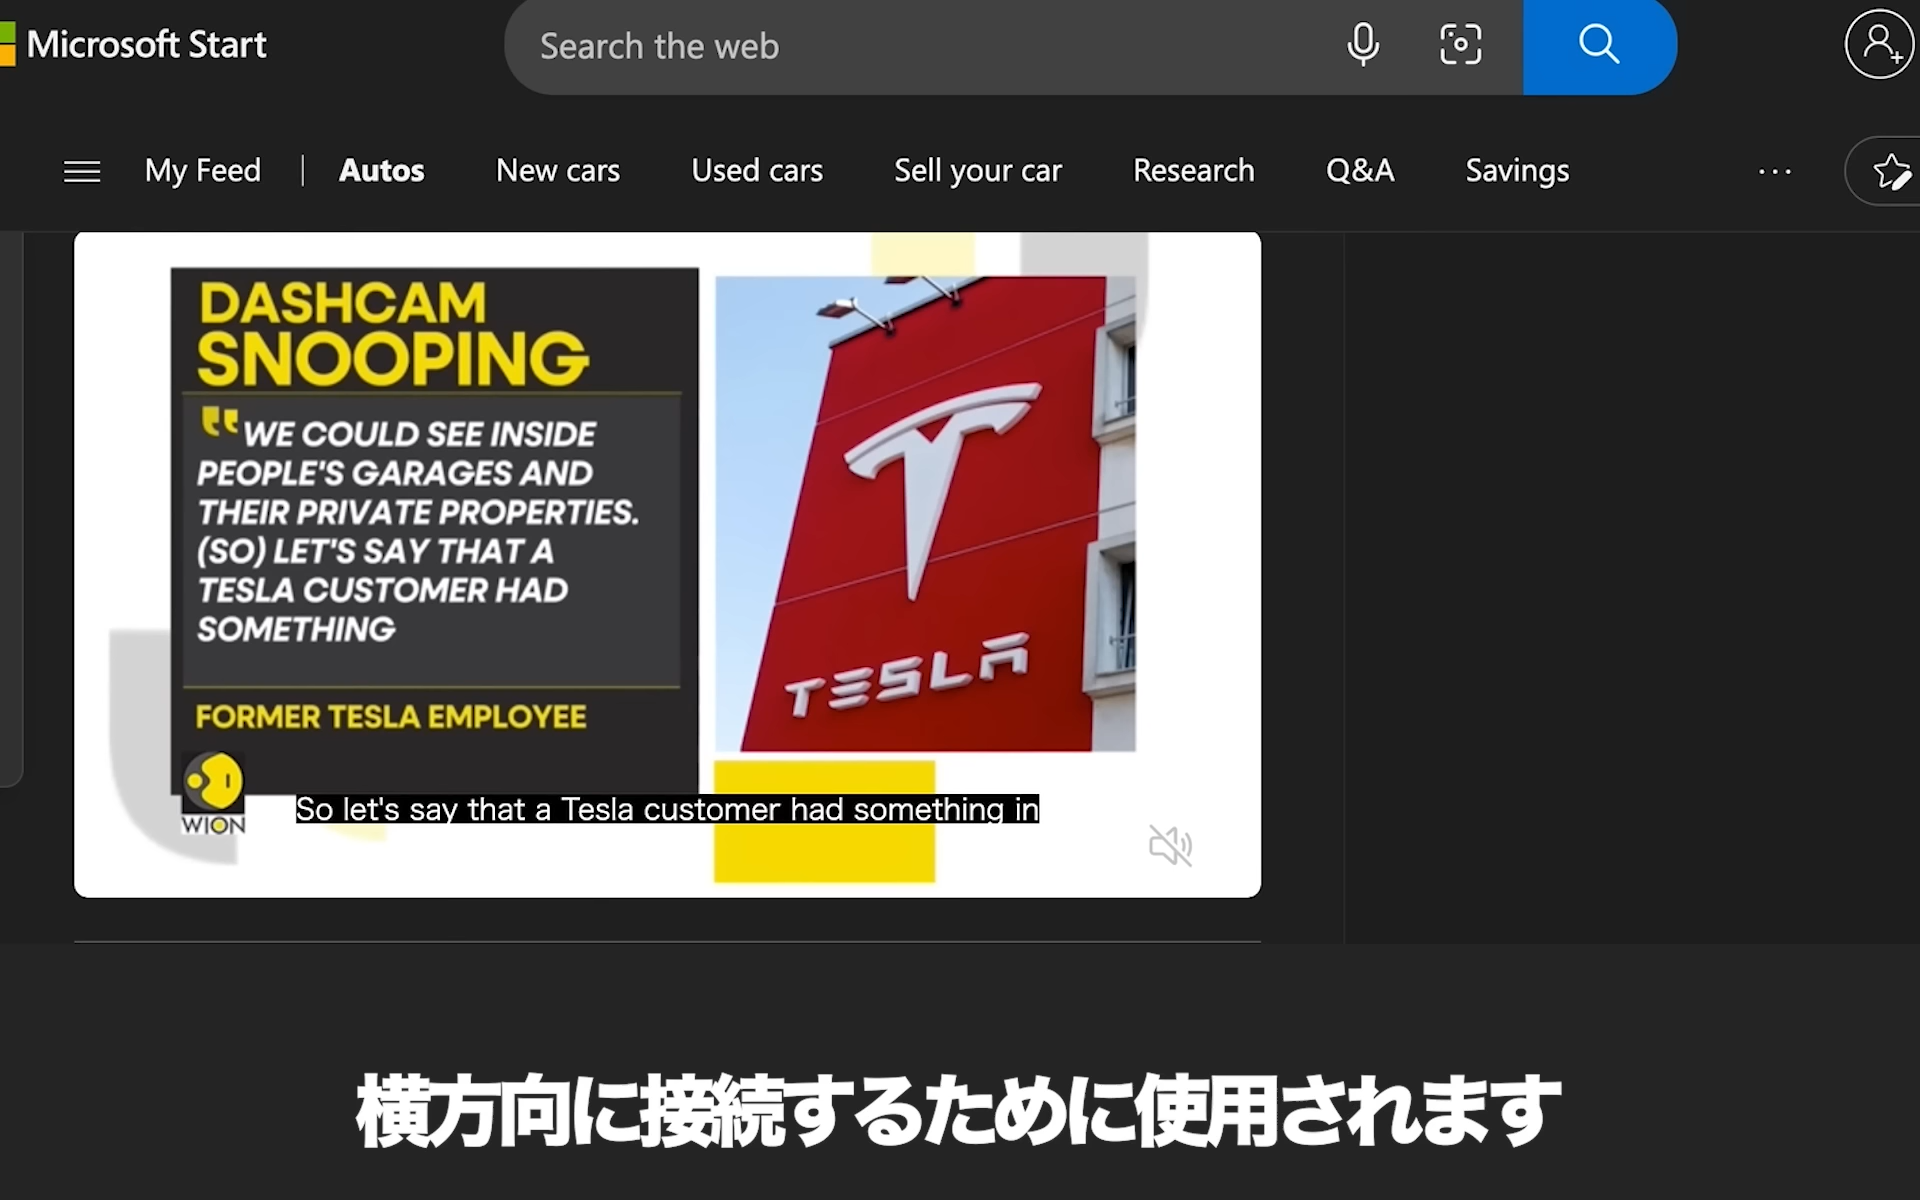 Microsoft Start
Search the web
My Feed | Autos New cars Used cars Sell your car Research Q&A Savings ...
DASHCAM
SNOOPING
"WE COULD SEE INSIDE
PEOPLE'S GARAGES AND
THEIR PRIVATE PROPERTIES.
(SO) LET'S SAY THAT A
TESLA CUSTOMER HAD
SOMETHING
FORMER TESLA EMPLOYEE
TESLA
WION
So let's say that a Tesla customer had something in
横方向に接続するために使用されます